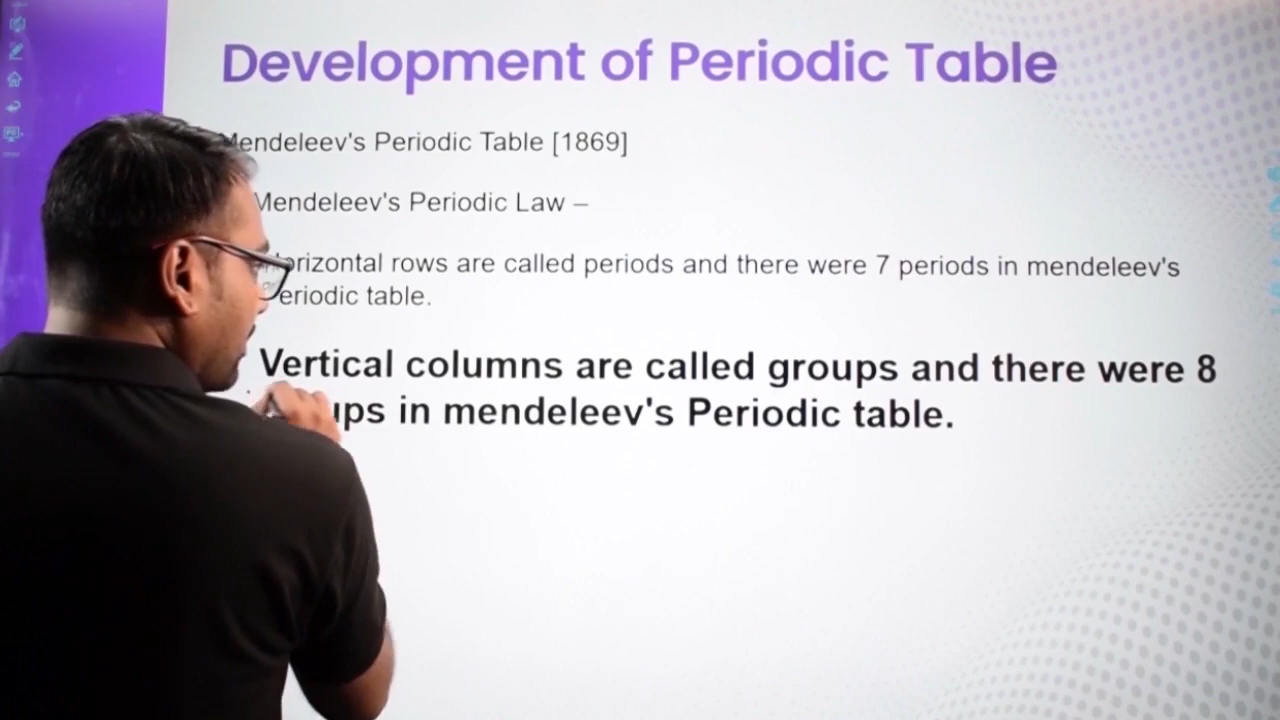 Development of Periodic Table
Mendeleev's Periodic Table [1869]
Mendeleev's Periodic Law –
rows are called periods and there were 7 periods in mendeleev's
table.
Vertical columns are called groups and there were 8
in mendeleev's Periodic table.